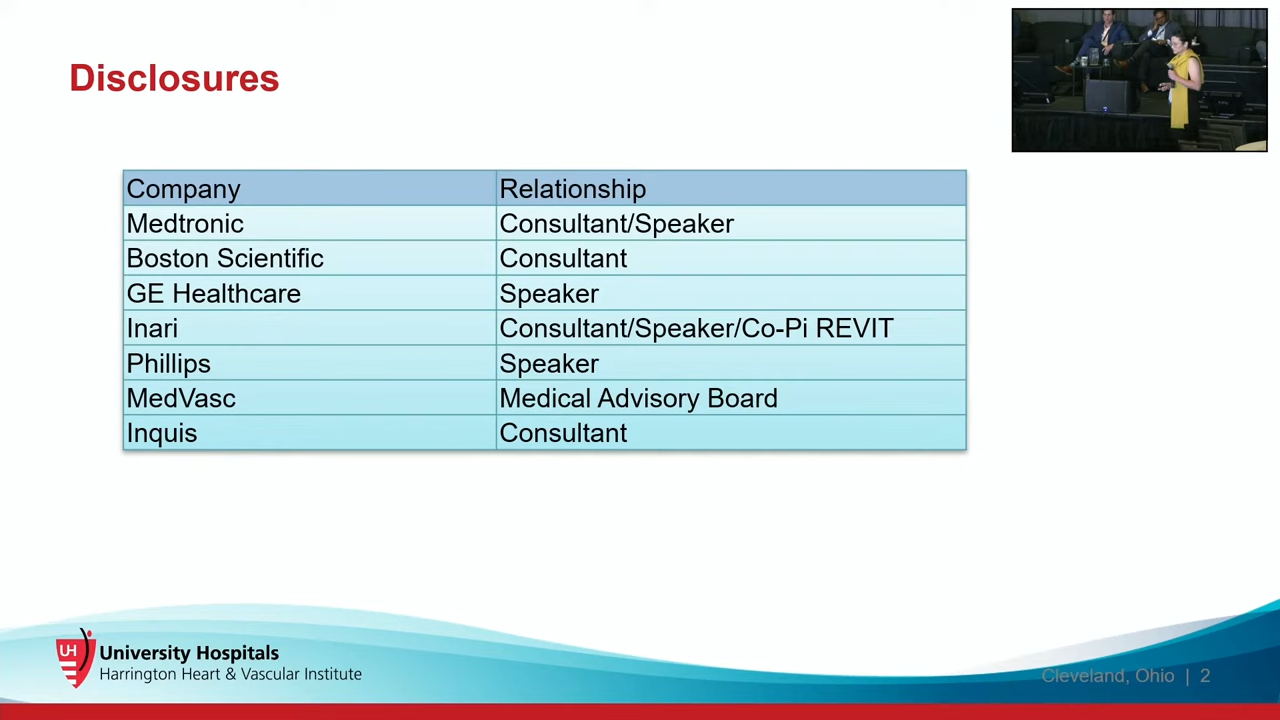 Disclosures
Company Relationship
Medtronic Consultant/Speaker
Boston Scientific Consultant
GE Healthcare Speaker
Inari Consultant/Speaker/Co-Pi REVIT
Phillips Speaker
MedVasc Medical Advisory Board
Inquis Consultant
UH University Hospitals
Harrington Heart & Vascular Institute
Cleveland, Ohio | 2